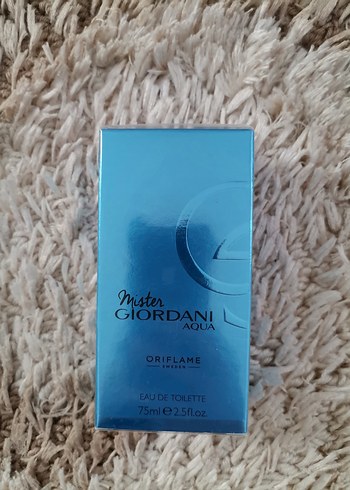 Mister
GIORDANI
AQUA
ORIFLAME
SWEDEN
EAU DE TOILETTE
75ml ℮ 2.5fl.oz.